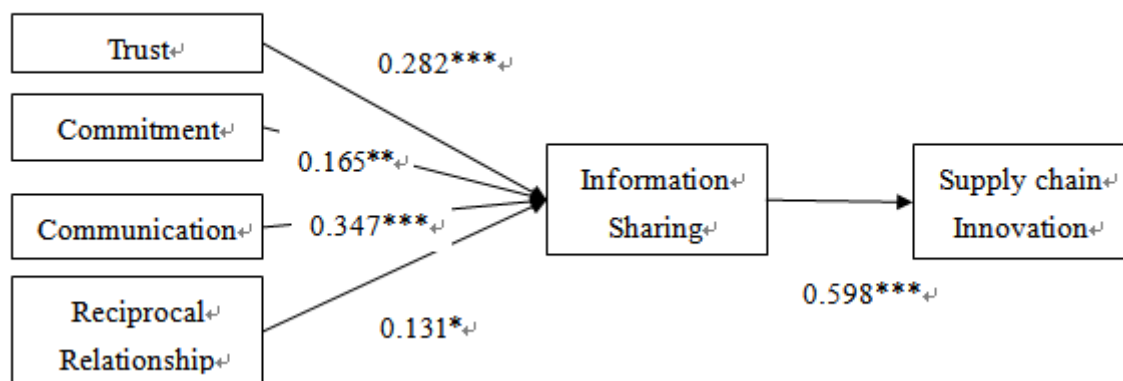 Trust↵
0.282***↵
Commitment↵
0.165**↵
Communication↵
0.347***↵
Reciprocal↵
Relationship↵
0.131*↵
Information↵
Sharing↵
0.598***↵
Supply chain↵
Innovation↵